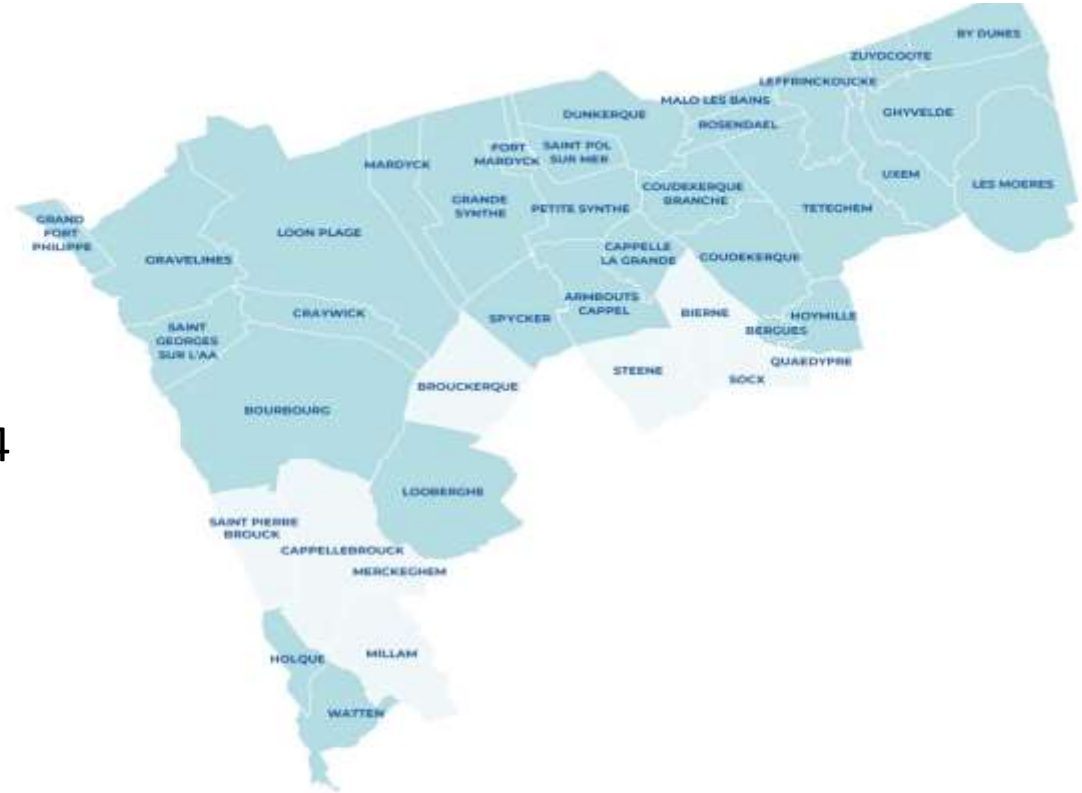 BY DUNES
ZUYDCOOTE
LEFFRINCKOUCKE
MALO LES BAINS
GHYVELDE
DUNKERQUE
ROSENDAEL
FORT
MARDYCK
SAINT POL
SUR MER
MARDYCK
UXEM
LES MOERES
COUDEKERQUE
BRANCHE
GRANDE
SYNTHE
PETITE SYNTHE
TETEGHEM
GRAND
FORT
PHILIPPE
LOON PLAGE
GRAVELINES
CAPPELLE
LA GRANDE
COUDEKERQUE
ARMBOUTS
CAPPEL
CRAYWICK
SPYCKER
BIERNE
HOYMILLE
BERGUES
SAINT
GEORGES
SUR L'AA
QUAEDYPRE
STEENE
SOCX
BROUCKERQUE
BOURBOURG
4
LOOBERGHE
SAINT PIERRE
BROUCK
CAPPELLEBROUCK
MERCKEGHEM
MILLAM
HOLQUE
WATTEN